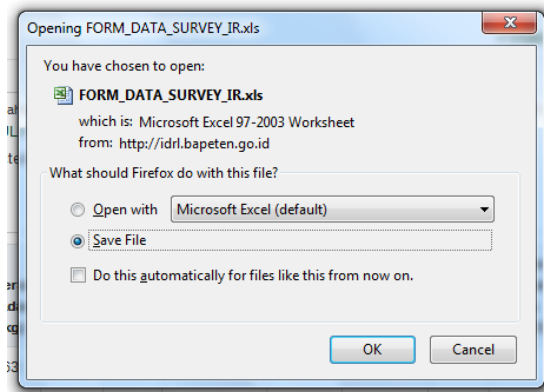 Opening FORM_DATA_SURVEY_IR.xls
You have chosen to open:
FORM_DATA_SURVEY_IR.xls
which is: Microsoft Excel 97-2003 Worksheet
from: http://idrl.bapeten.go.id
What should Firefox do with this file?
Open with Microsoft Excel (default)
Save File
Do this automatically for files like this from now on.
OK Cancel